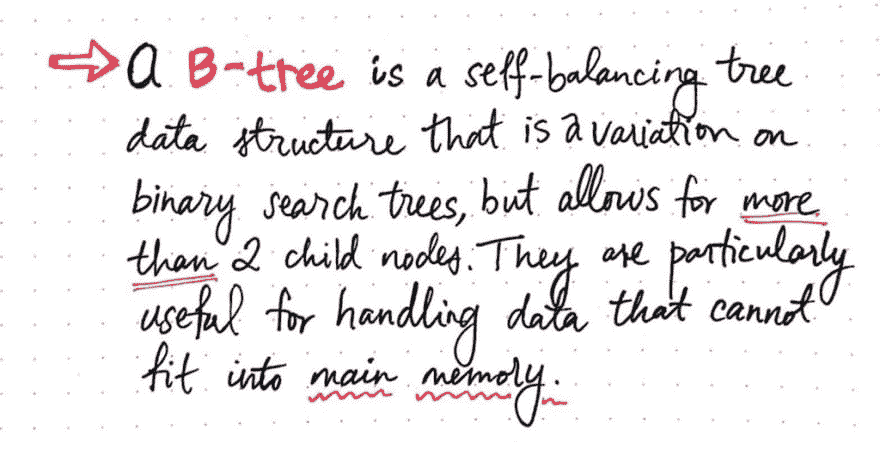 ⇒ A B-tree is a self-balancing tree
data structure that is a variation on
binary search trees, but allows for more
than 2 child nodes. They are particularly
useful for handling data that cannot
fit into main memory.